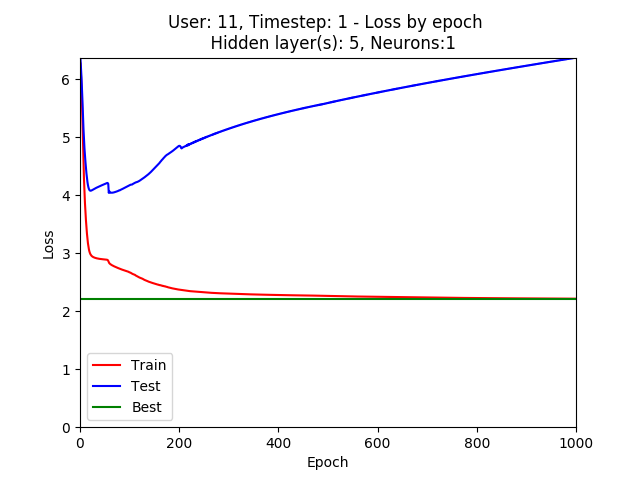 User: 11, Timestep: 1 - Loss by epoch
Hidden layer(s): 5, Neurons:1
6
5
4
3
2
1
0
Loss
Train
Test
Best
0 200 400 600 800 1000
Epoch